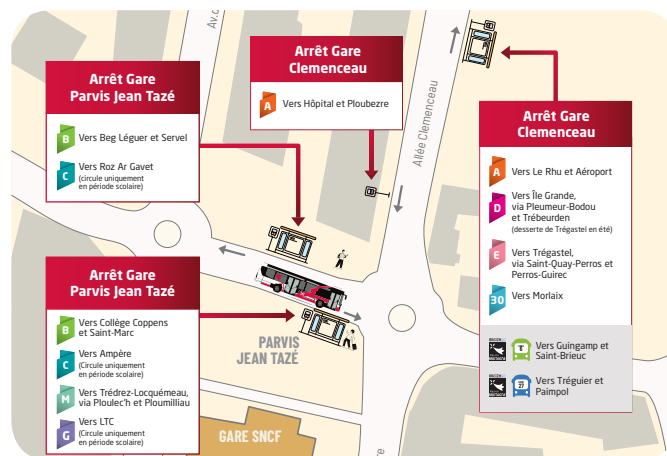 Arrêt Gare
Parvis Jean Tazé
B Vers Beg Léguer et Servel
C Vers Roz Ar Gavet
(circule uniquement
en période scolaire)
Arrêt Gare
Clemenceau
A Vers Hôpital et Ploubezre
Arrêt Gare
Clemenceau
A Vers Le Rhu et Aéroport
D Vers Île Grande,
via Pleumeur-Bodou
et Trébeurden
(desserte de Trégastel en été)
E Vers Trégastel,
via Saint-Quay-Perros et
Perros-Guirec
30 Vers Morlaix
T Vers Guingamp et
Saint-Brieuc
27 Vers Tréguier et
Paimpol
Arrêt Gare
Parvis Jean Tazé
B Vers Collège Coppens
et Saint-Marc
C Vers Ampère
(Circule uniquement
en période scolaire)
M Vers Trédrez-Locquémeau,
via Ploulec'h et Ploumilliau
G Vers LTC
(Circule uniquement
en période scolaire)
Allée Clemenceau
PARVIS
JEAN TAZÉ
GARE SNCF